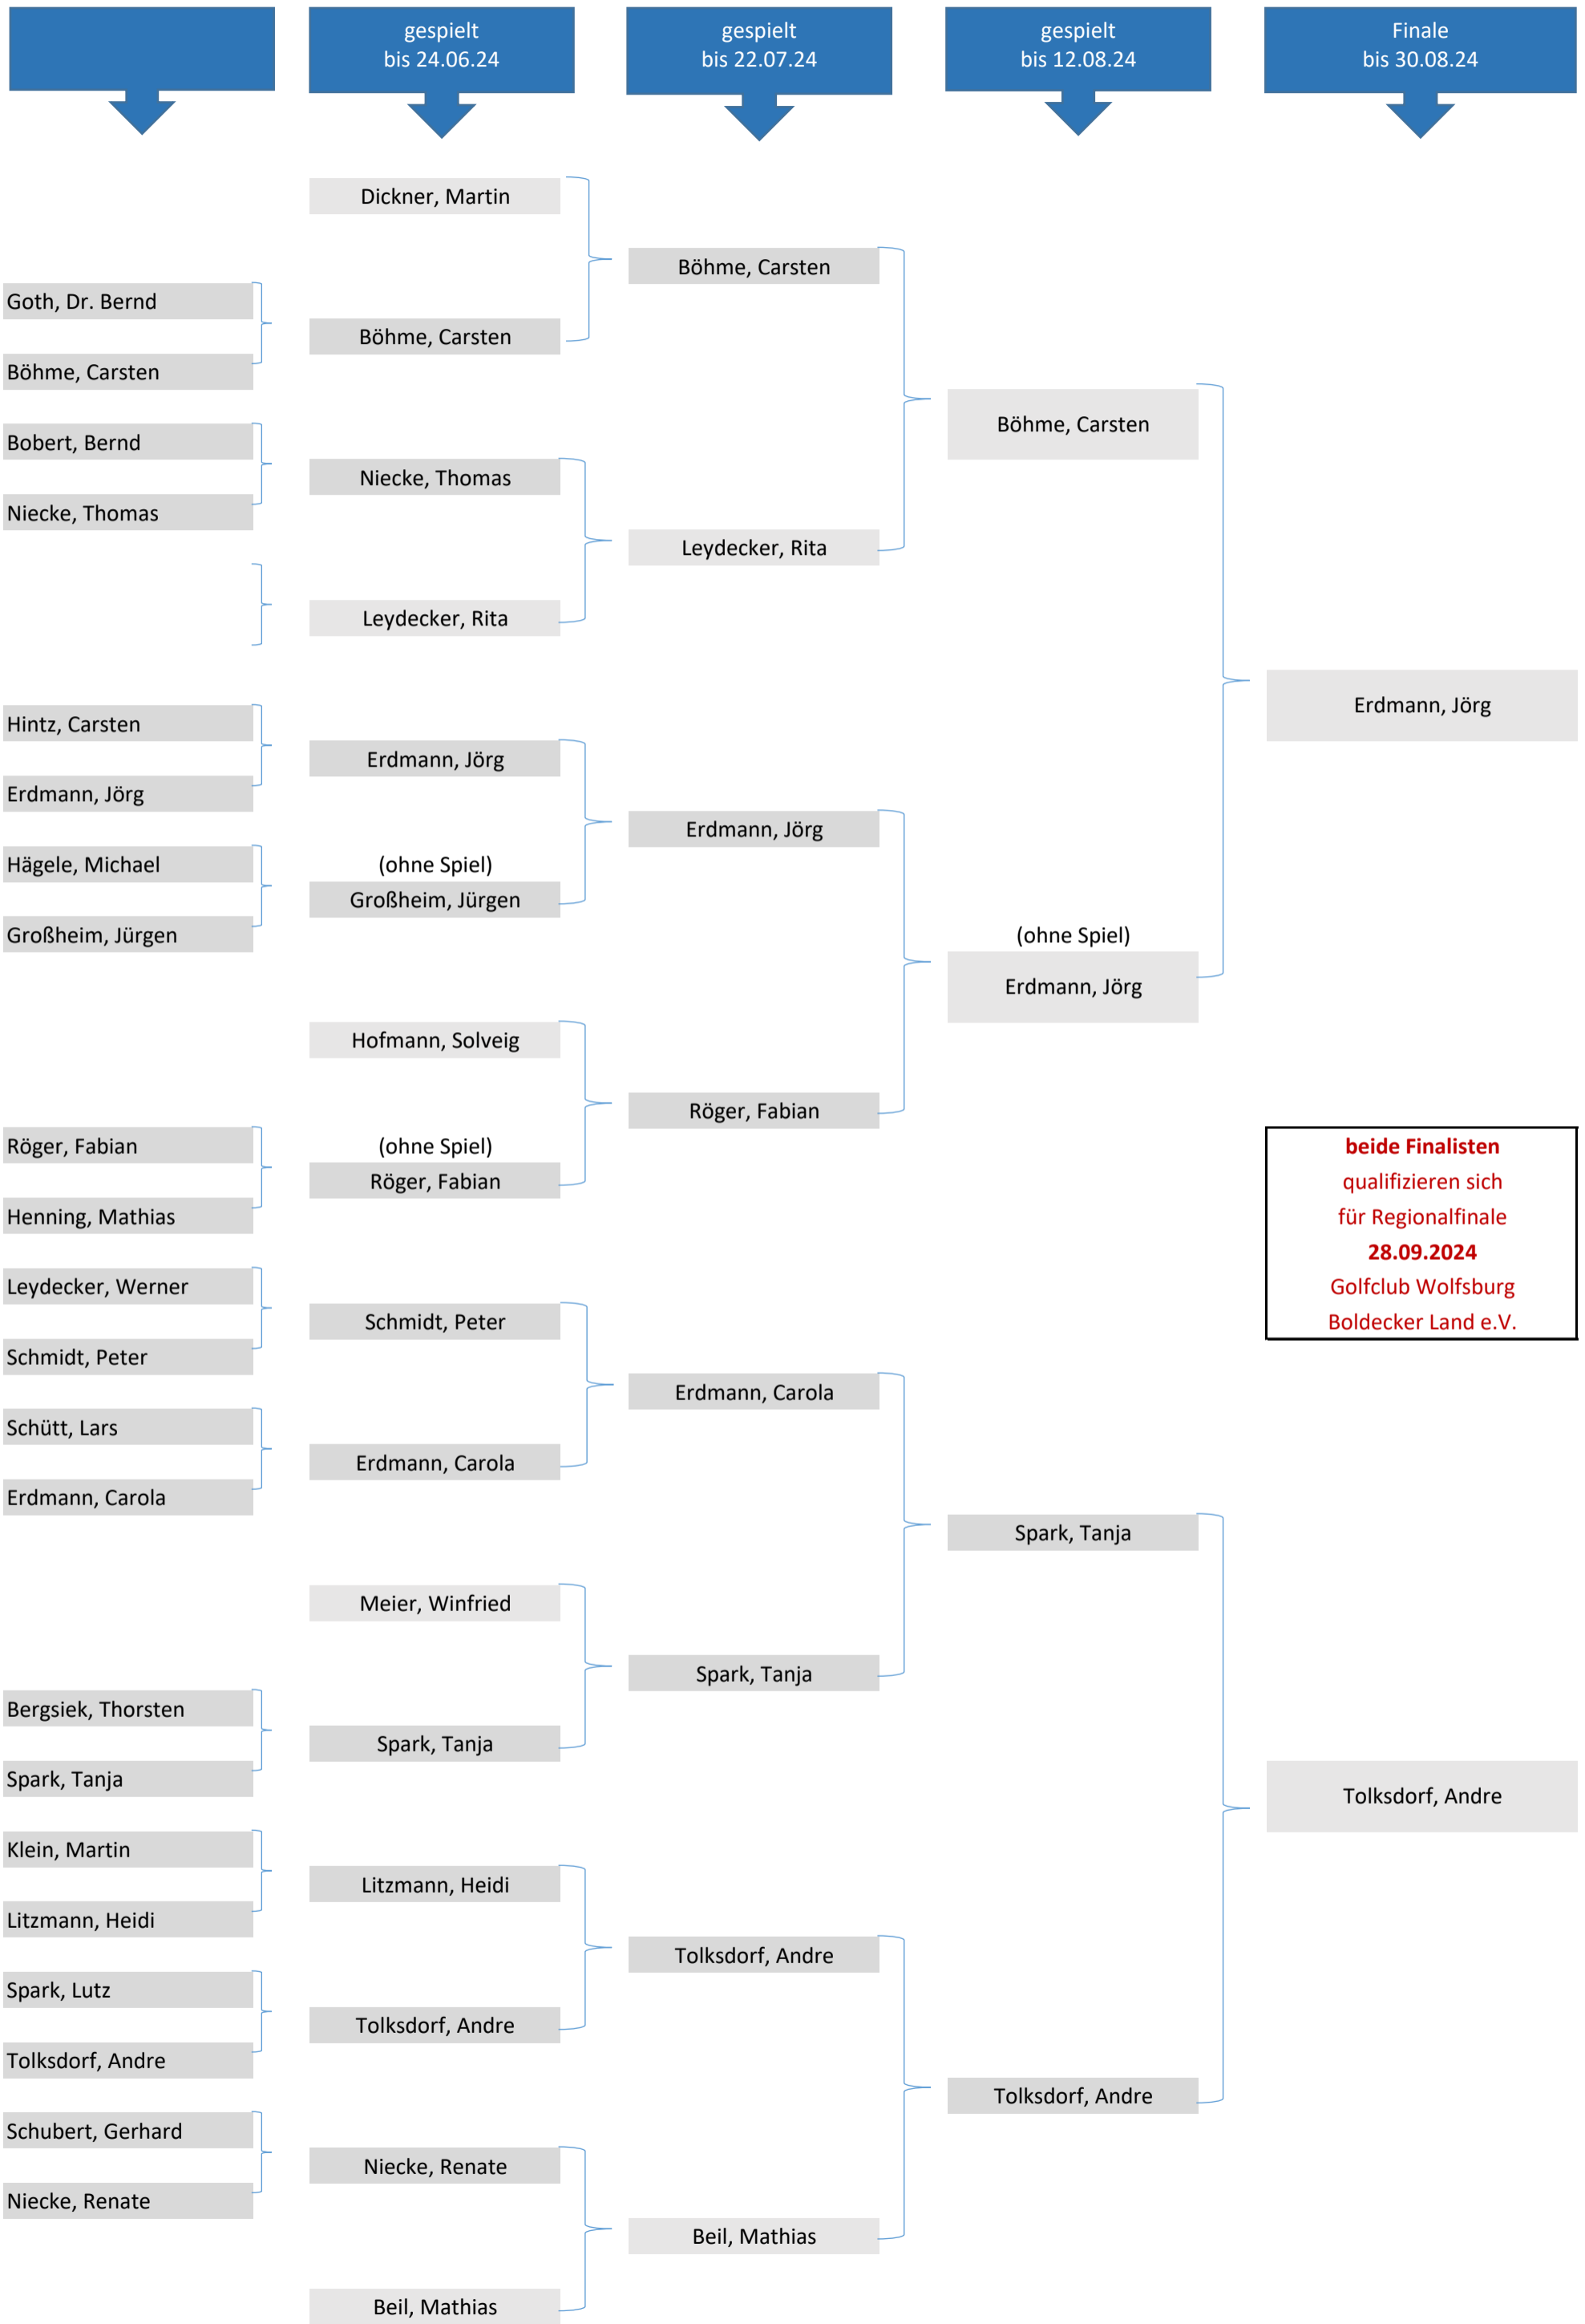 gespielt
bis 24.06.24
gespielt
bis 22.07.24
gespielt
bis 12.08.24
Finale
bis 30.08.24
Goth, Dr. Bernd
Böhme, Carsten
Bobert, Bernd
Niecke, Thomas
Hintz, Carsten
Erdmann, Jörg
Hägele, Michael
Großheim, Jürgen
Röger, Fabian
Henning, Mathias
Leydecker, Werner
Schmidt, Peter
Schütt, Lars
Erdmann, Carola
Bergsiek, Thorsten
Spark, Tanja
Klein, Martin
Litzmann, Heidi
Spark, Lutz
Tolksdorf, Andre
Schubert, Gerhard
Niecke, Renate
Dickner, Martin
Böhme, Carsten
Niecke, Thomas
Leydecker, Rita
Erdmann, Jörg
(ohne Spiel)
Großheim, Jürgen
Hofmann, Solveig
(ohne Spiel)
Röger, Fabian
Schmidt, Peter
Erdmann, Carola
Meier, Winfried
Spark, Tanja
Litzmann, Heidi
Tolksdorf, Andre
Niecke, Renate
Beil, Mathias
Böhme, Carsten
Leydecker, Rita
Erdmann, Jörg
Röger, Fabian
Erdmann, Carola
Spark, Tanja
Tolksdorf, Andre
Beil, Mathias
Böhme, Carsten
(ohne Spiel)
Erdmann, Jörg
Spark, Tanja
Tolksdorf, Andre
Erdmann, Jörg
beide Finalisten
qualifizieren sich
für Regionalfinale
28.09.2024
Golfclub Wolfsburg
Boldecker Land e.V.
Tolksdorf, Andre